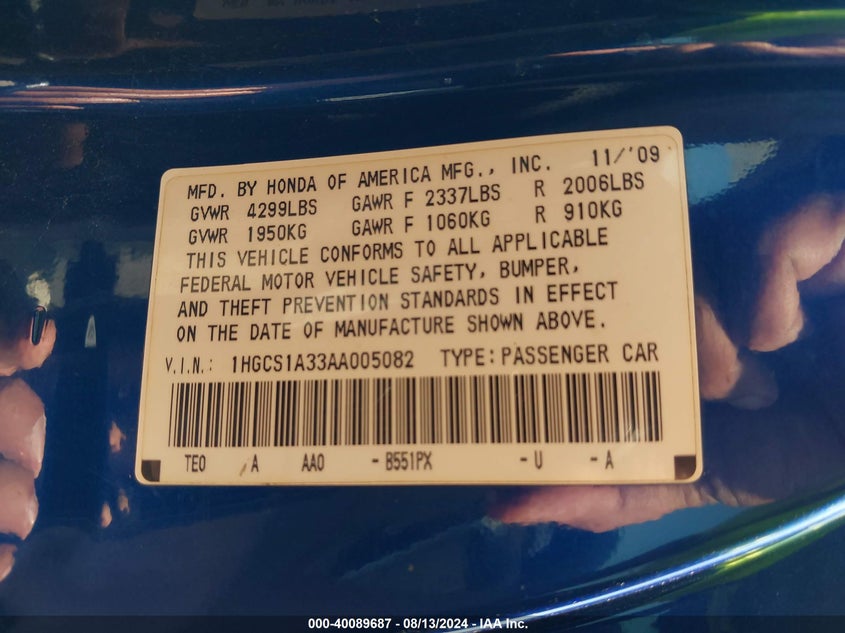 MFD. BY HONDA OF AMERICA MFG., INC. 11/'09
GVWR 4299LBS GAWR F 2337LBS R 2006LBS
GVWR 1950KG GAWR F 1060KG R 910KG
THIS VEHICLE CONFORMS TO ALL APPLICABLE
FEDERAL MOTOR VEHICLE SAFETY, BUMPER,
AND THEFT PREVENTION STANDARDS IN EFFECT
ON THE DATE OF MANUFACTURE SHOWN ABOVE.
V.I.N.: 1HGCS1A33AA005082 TYPE: PASSENGER CAR
TE0 /A AA0 - B551PX - U - A
000-40089687 - 08/13/2024 - IAA Inc.